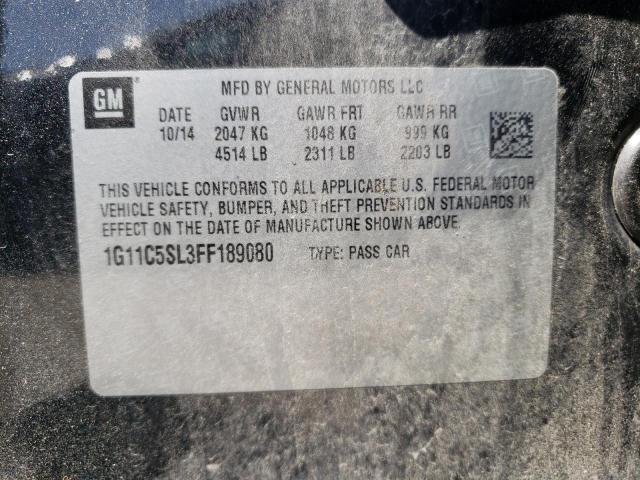 GM
MFD BY GENERAL MOTORS LLC
DATE GVWR GAWR FRT GAWR RR
10/14 2047 KG 1048 KG 999 KG
4514 LB 2311 LB 2203 LB
THIS VEHICLE CONFORMS TO ALL APPLICABLE U.S. FEDERAL MOTOR
VEHICLE SAFETY, BUMPER, AND THEFT PREVENTION STANDARDS IN
EFFECT ON THE DATE OF MANUFACTURE SHOWN ABOVE.
1G11C5SL3FF189080 TYPE: PASS CAR